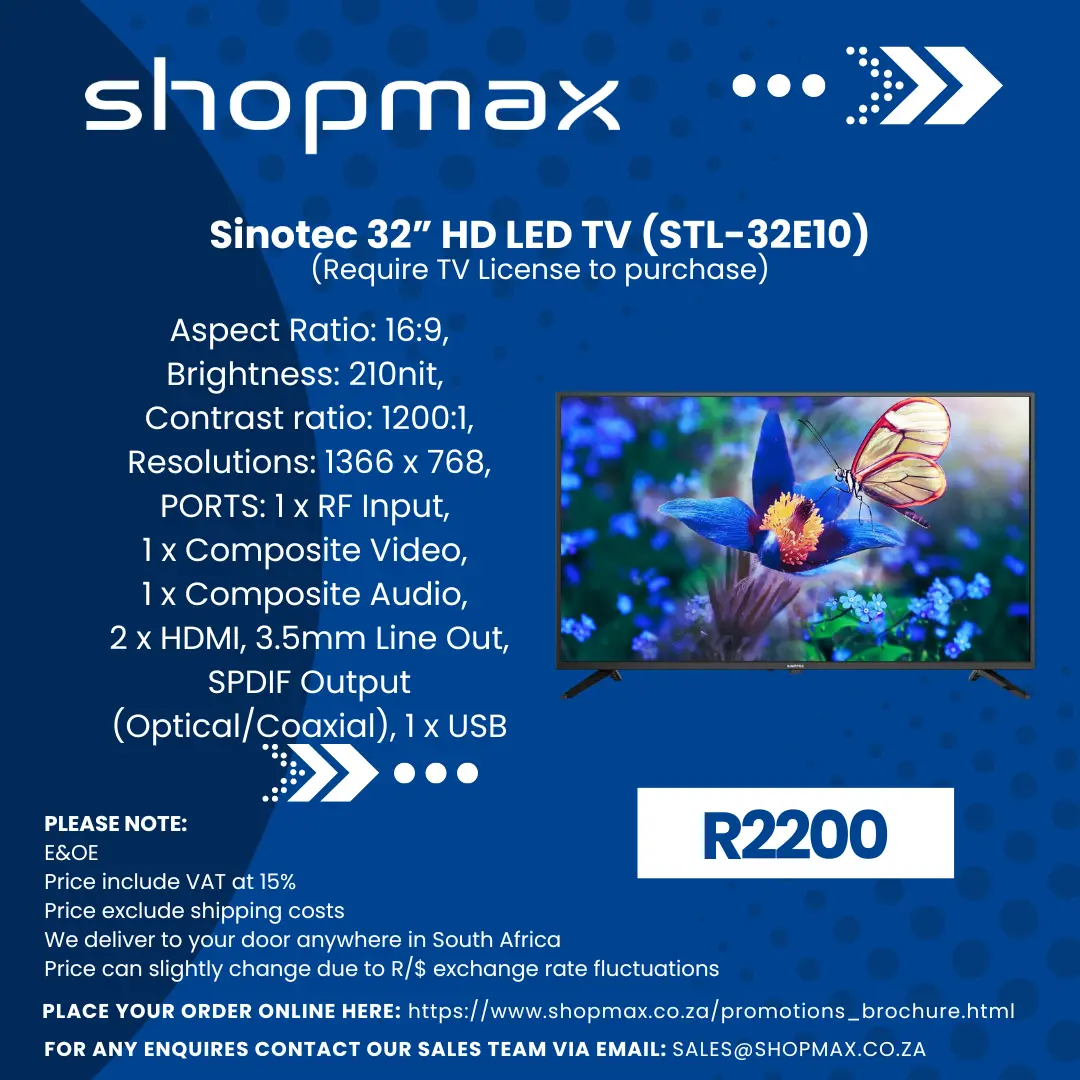 shopmax
Sinotec 32” HD LED TV (STL-32E10)
(Require TV License to purchase)
Aspect Ratio: 16:9,
Brightness: 210nit,
Contrast ratio: 1200:1,
Resolutions: 1366 x 768,
PORTS: 1 x RF Input,
1 x Composite Video,
1 x Composite Audio,
2 x HDMI, 3.5mm Line Out,
SPDIF Output
(Optical/Coaxial), 1 x USB
R2200
PLEASE NOTE:
E&OE
Price include VAT at 15%
Price exclude shipping costs
We deliver to your door anywhere in South Africa
Price can slightly change due to R/$ exchange rate fluctuations
PLACE YOUR ORDER ONLINE HERE: https://www.shopmax.co.za/promotions_brochure.html
FOR ANY ENQUIRES CONTACT OUR SALES TEAM VIA EMAIL: SALES@SHOPMAX.CO.ZA